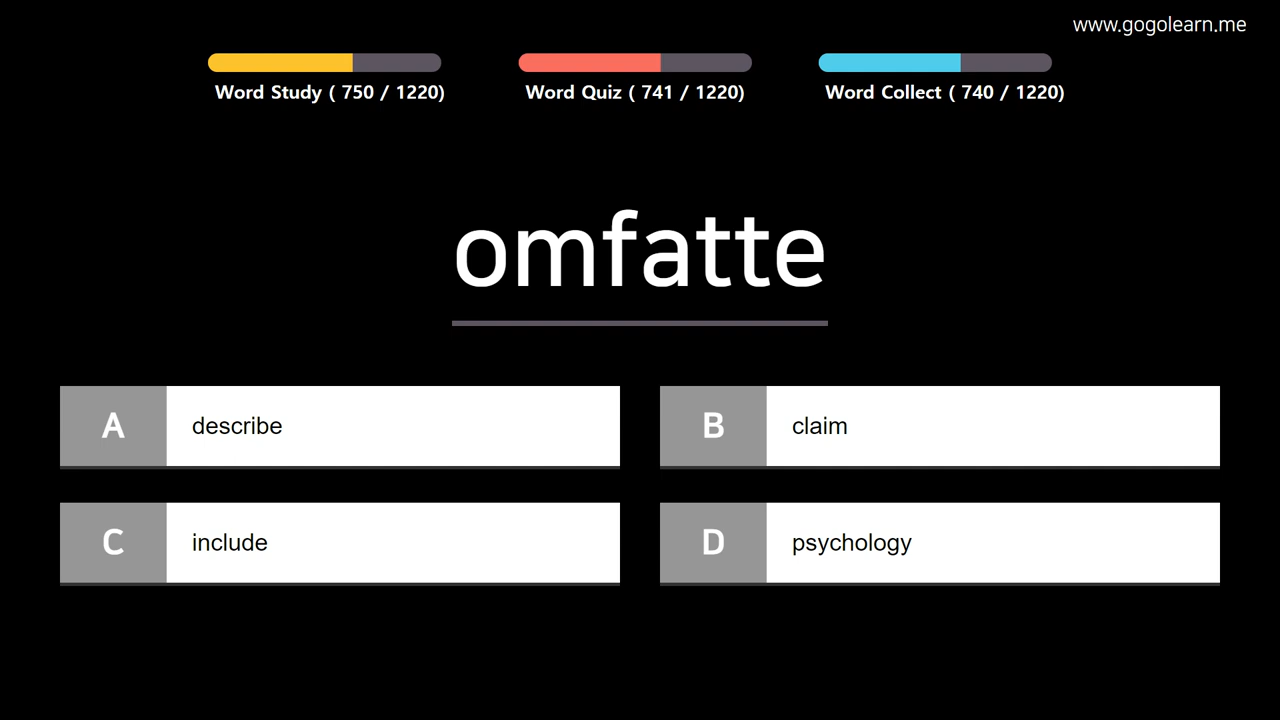 www.gogolearn.me
Word Study ( 750 / 1220)
Word Quiz ( 741 / 1220)
Word Collect ( 740 / 1220)
omfatte
A describe
B claim
C include
D psychology